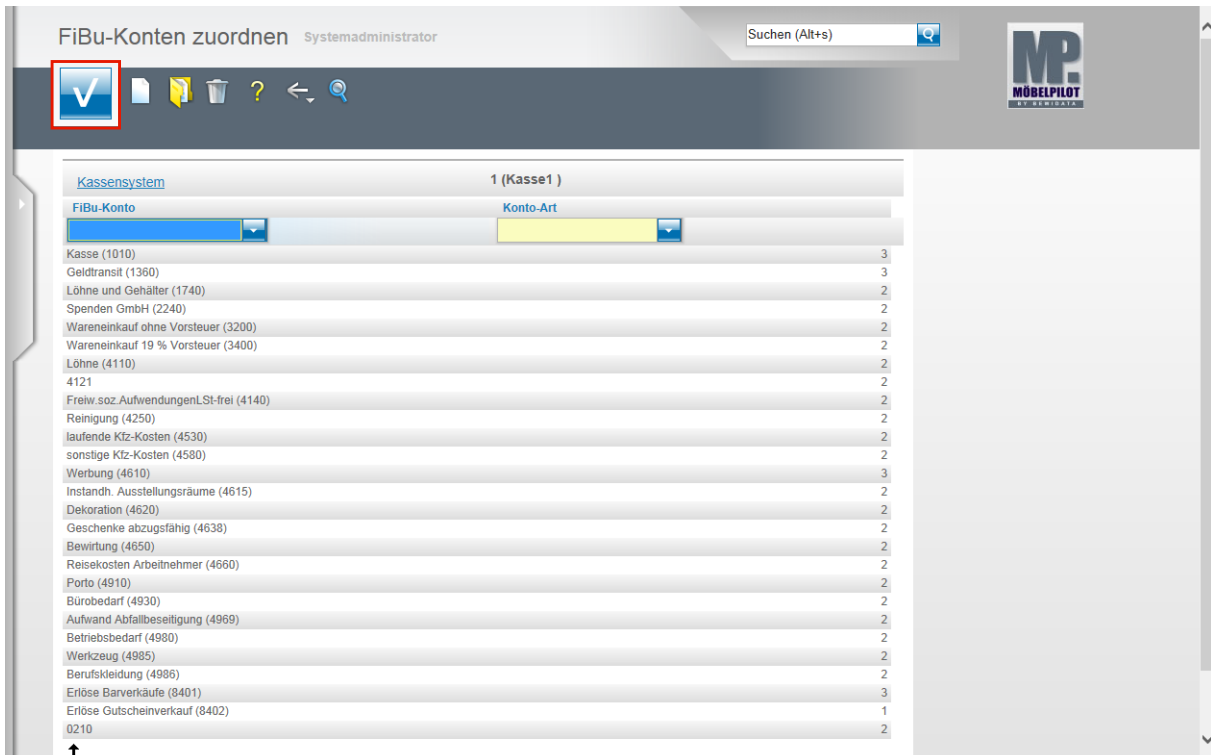 FiBu-Konten zuordnen Systemadministrator
Suchen (Alt+s)
MP.
MÖBELPILOT
BY BEWIDATA
?
Kassensystem 1 (Kasse1 )
FiBu-Konto Konto-Art
Kasse (1010) 3
Geldtransit (1360) 3
Löhne und Gehälter (1740) 2
Spenden GmbH (2240) 2
Wareneinkauf ohne Vorsteuer (3200) 2
Wareneinkauf 19 % Vorsteuer (3400) 2
Löhne (4110) 2
4121 2
Freiw.soz.AufwendungenLSt-frei (4140) 2
Reinigung (4250) 2
laufende Kfz-Kosten (4530) 2
sonstige Kfz-Kosten (4580) 2
Werbung (4610) 3
Instandh. Ausstellungsräume (4615) 2
Dekoration (4620) 2
Geschenke abzugsfähig (4638) 2
Bewirtung (4650) 2
Reisekosten Arbeitnehmer (4660) 2
Porto (4910) 2
Bürobedarf (4930) 2
Aufwand Abfallbeseitigung (4969) 2
Betriebsbedarf (4980) 2
Werkzeug (4985) 2
Berufskleidung (4986) 2
Erlöse Barverkäufe (8401) 3
Erlöse Gutscheinverkauf (8402) 1
0210 2